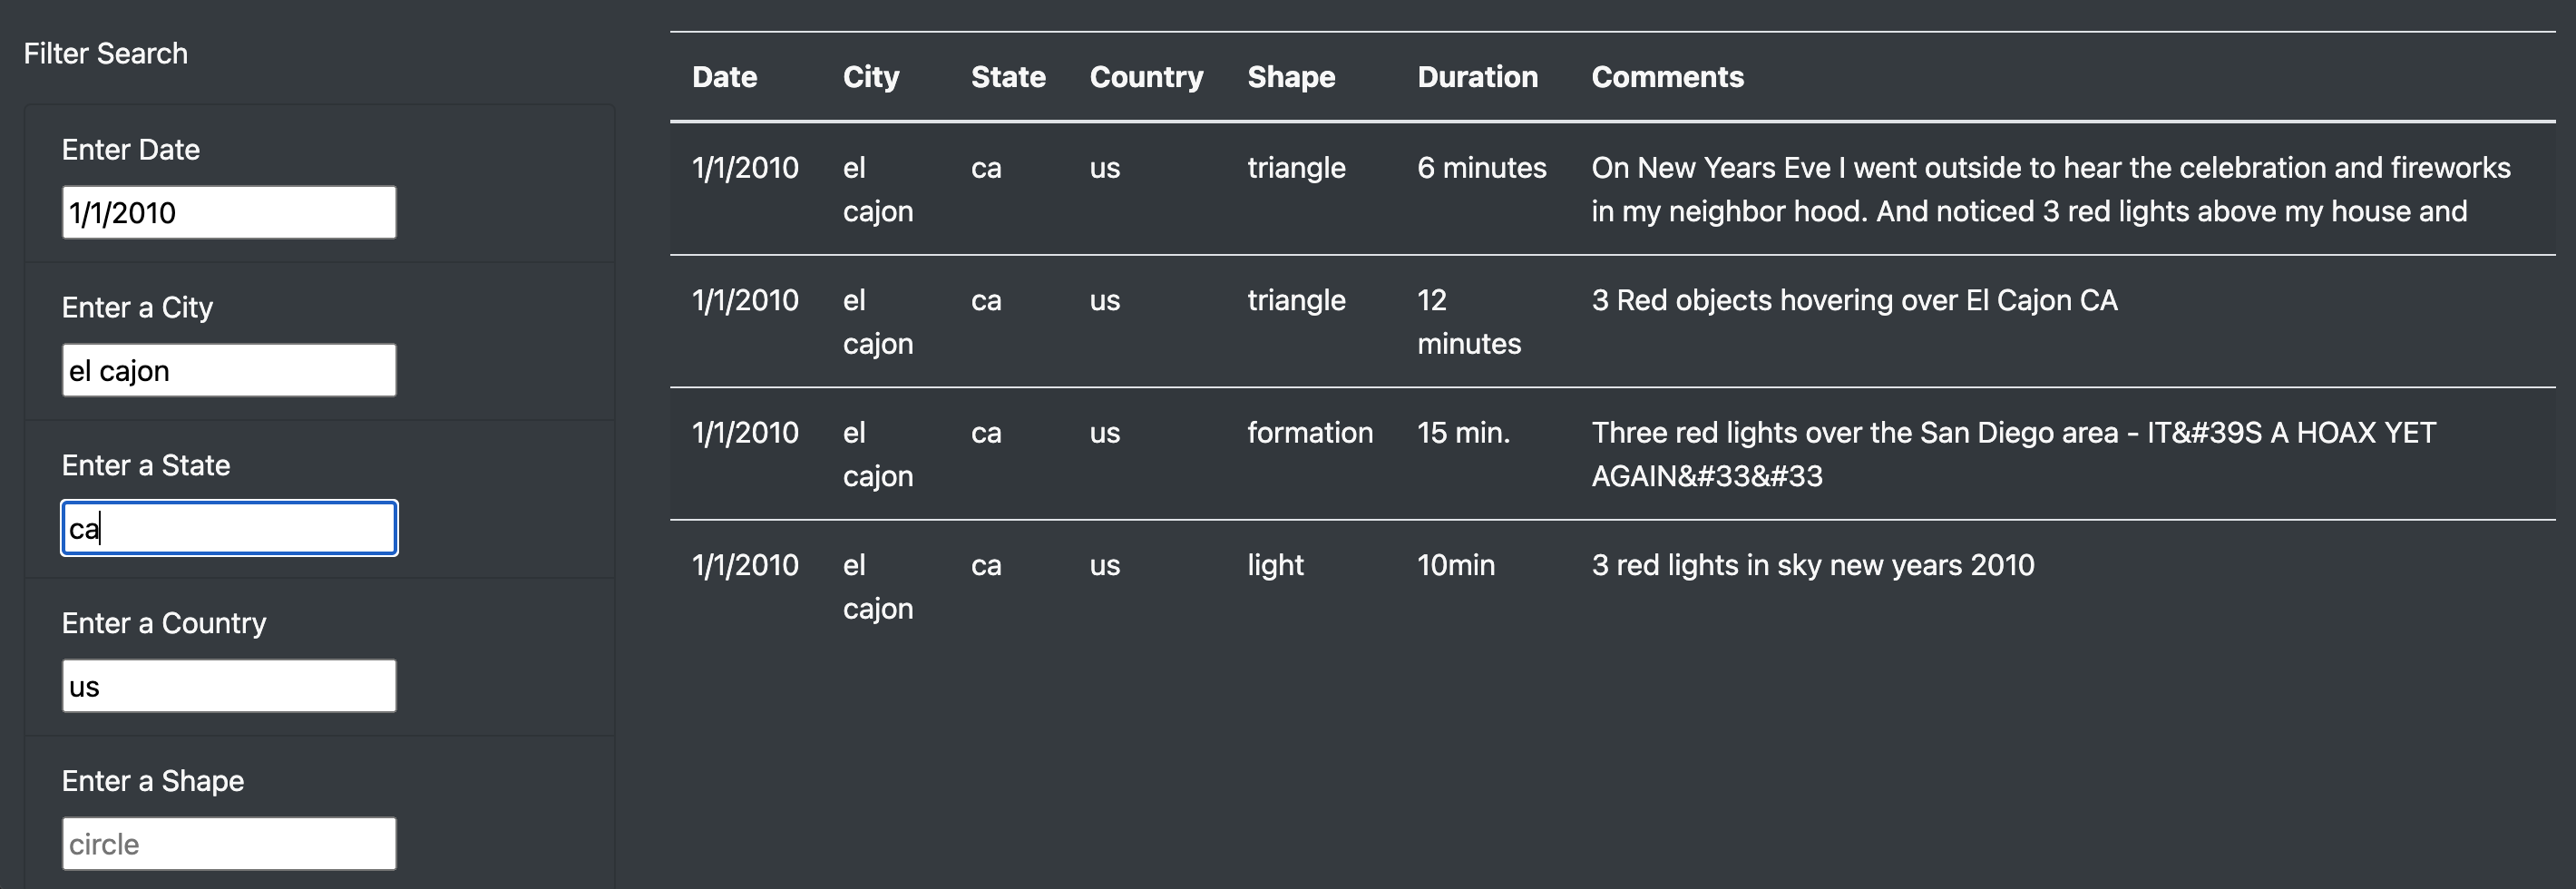 Filter Search
Enter Date
1/1/2010
Enter a City
el cajon
Enter a State
ca
Enter a Country
us
Enter a Shape
circle
Date City State Country Shape Duration Comments
1/1/2010 el ca us triangle 6 minutes On New Years Eve I went outside to hear the celebration and fireworks
cajon in my neighbor hood. And noticed 3 red lights above my house and
1/1/2010 el ca us triangle 12 3 Red objects hovering over El Cajon CA
cajon minutes
1/1/2010 el ca us formation 15 min. Three red lights over the San Diego area - IT&#39S A HOAX YET
cajon AGAIN&#33&#33
1/1/2010 el ca us light 10min 3 red lights in sky new years 2010
cajon